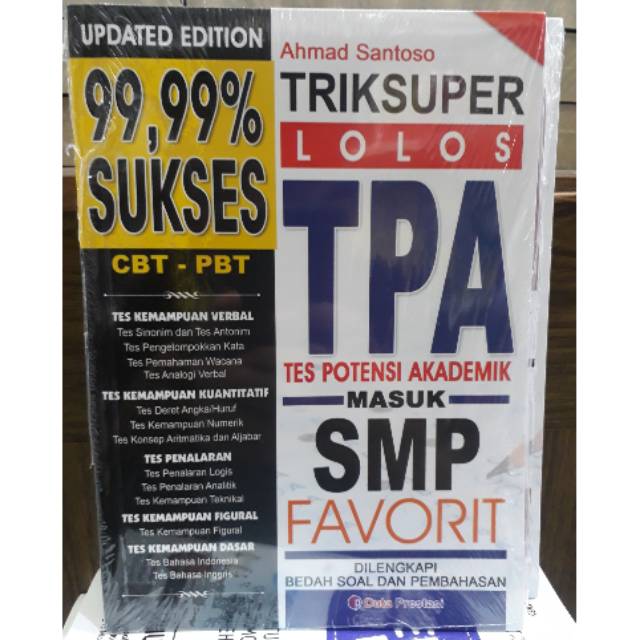 UPDATED EDITION
99,99%
SUKSES
CBT - PBT
TES KEMAMPUAN VERBAL
Tes Sinonim dan Tes Antonim
Tes Pengelompokkan Kata
Tes Pemahaman Wacana
Tes Analogi Verbal
TES KEMAMPUAN KUANTITATIF
Tes Deret Angka/Huruf
Tes Kemampuan Numerik
Tes Konsep Aritmatika dan Aljabar
TES PENALARAN
Tes Penalaran Logis
Tes Penalaran Analitik
Tes Kemampuan Teknikal
TES KEMAMPUAN FIGURAL
Tes Kemampuan Figural
TES KEMAMPUAN DASAR
Tes Bahasa Indonesia
Tes Bahasa Inggris
Ahmad Santoso
TRIKSUPER
LOLOS
TPA
TES POTENSI AKADEMIK
MASUK
SMP
FAVORIT
DILENGKAPI
BEDAH SOAL DAN PEMBAHASAN
Duta Prestasi